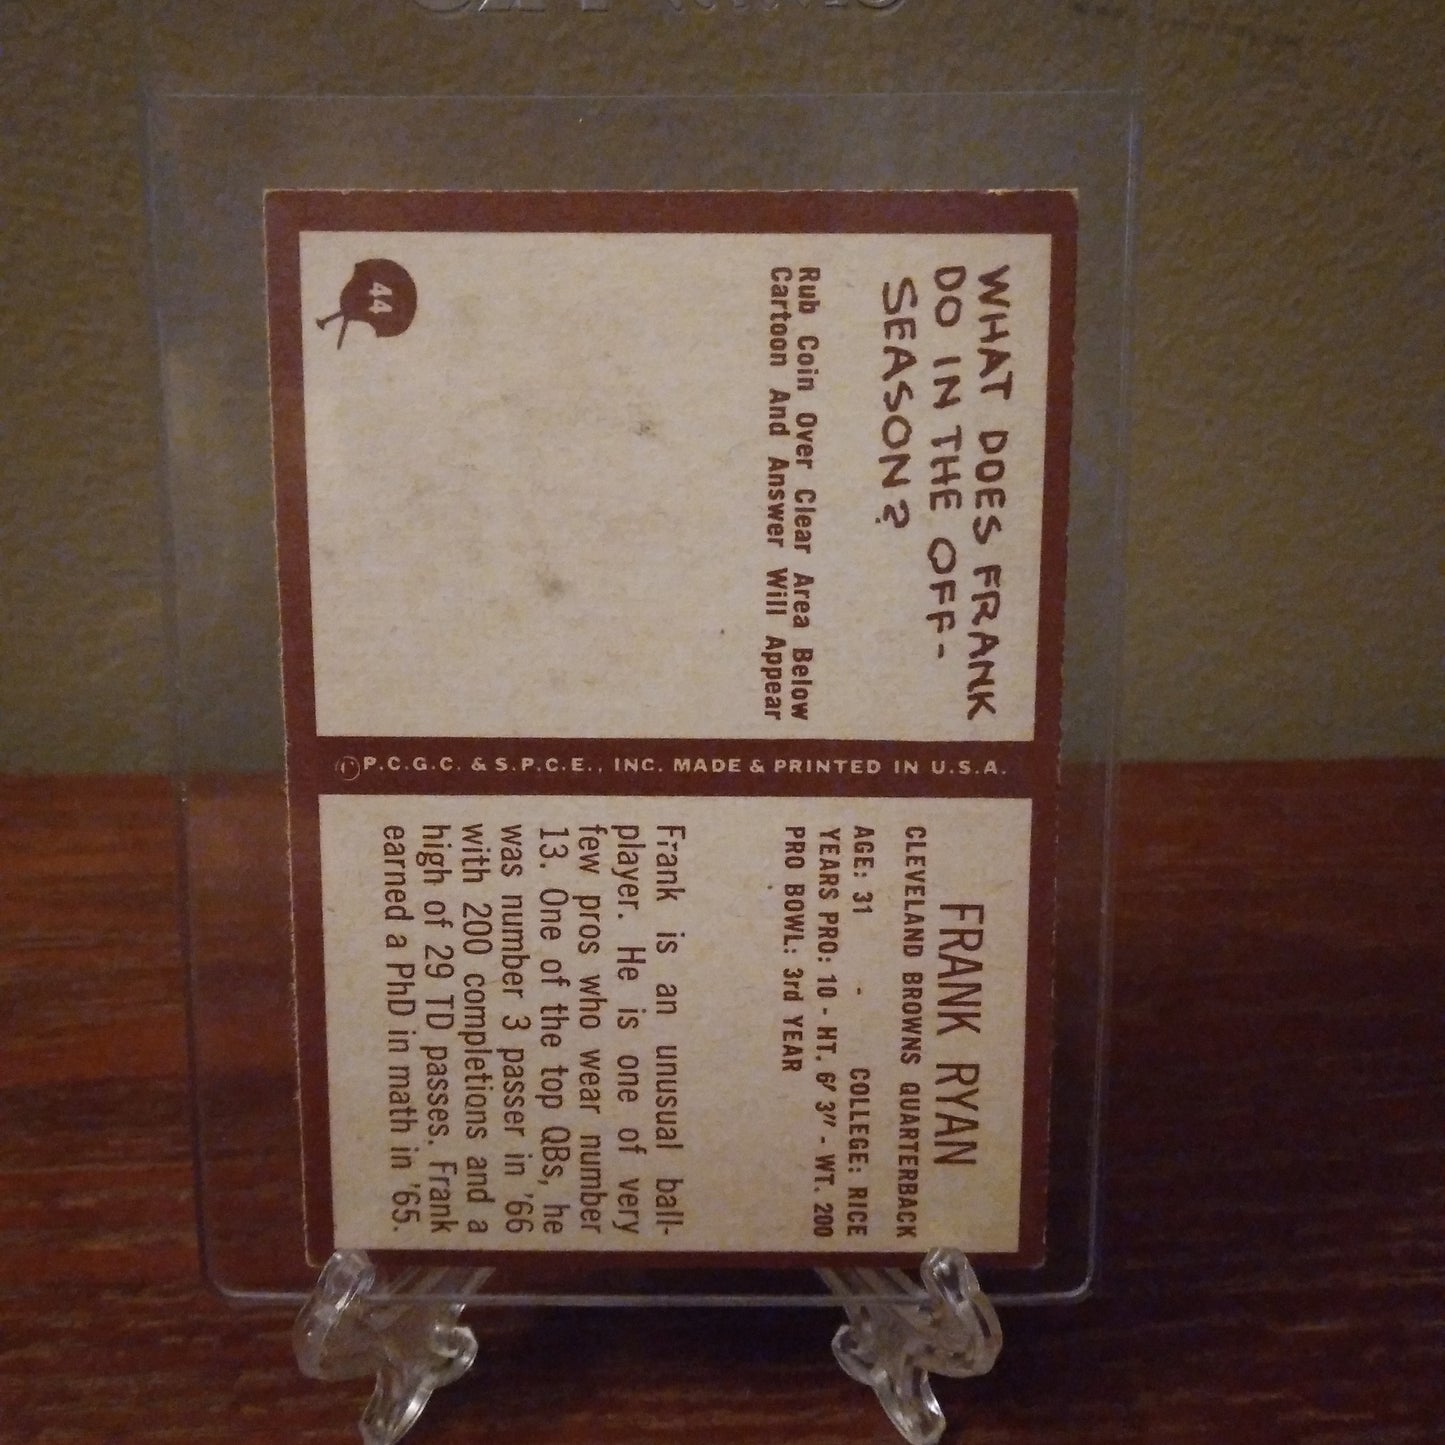 WHAT DOES FRANK
DO IN THE OFF-
SEASON?
Rub Coin Over Clear Area Below
Cartoon And Answer Will Appear
44
© P.C.G.C. & S.P.C.E., INC. MADE & PRINTED IN U.S.A.
FRANK RYAN
CLEVELAND BROWNS QUARTERBACK
AGE: 31 - COLLEGE: RICE
YEARS PRO: 10 - HT. 6' 3" - WT. 200
PRO BOWL: 3rd YEAR
Frank is an unusual ball-
player. He is one of very
few pros who wear number
13. One of the top QBs, he
was number 3 passer in '66
with 200 completions and a
high of 29 TD passes. Frank
earned a PhD in math in '65.